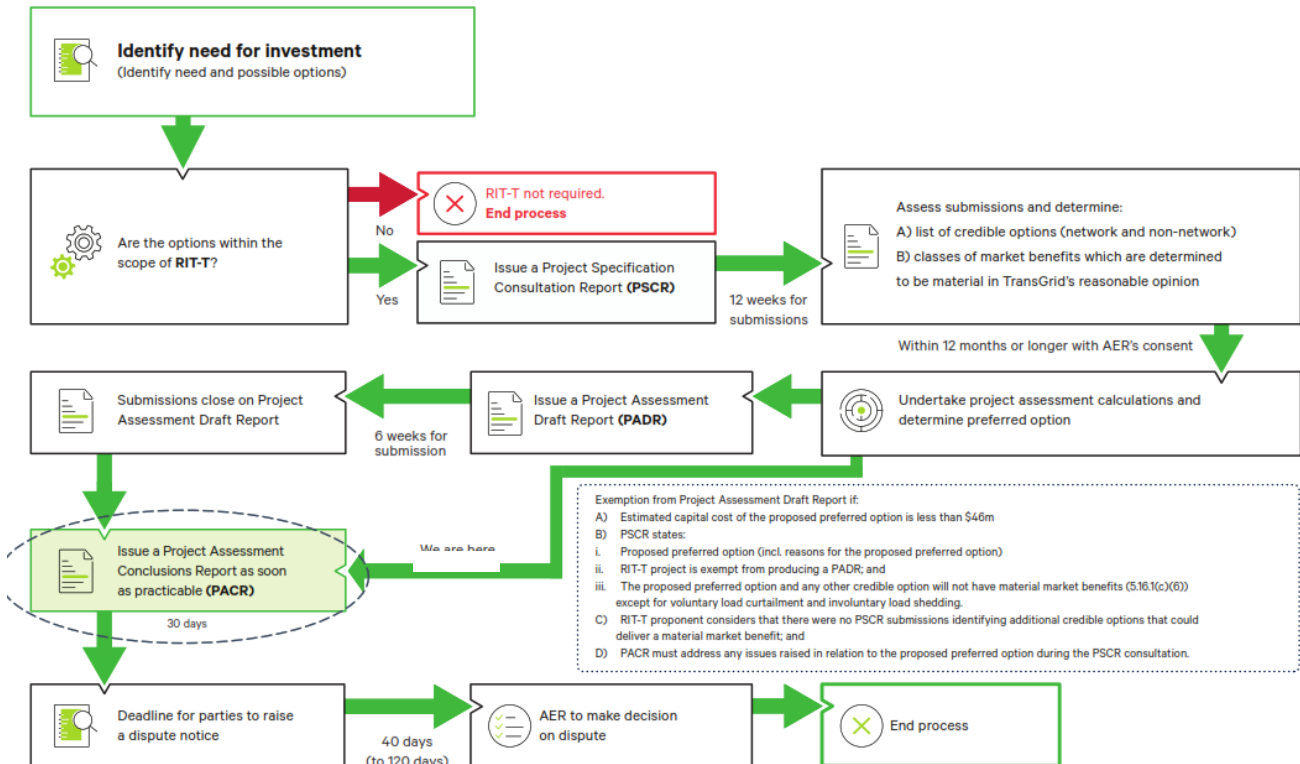 Identify need for investment
(Identify need and possible options)
Are the options within the
scope of RIT-T?
No
RIT-T not required.
End process
Yes
Issue a Project Specification
Consultation Report (PSCR)
12 weeks for
submissions
Assess submissions and determine:
A) list of credible options (network and non-network)
B) classes of market benefits which are determined
to be material in TransGrid's reasonable opinion
Within 12 months or longer with AER's consent
Undertake project assessment calculations and
determine preferred option
Issue a Project Assessment
Draft Report (PADR)
6 weeks for
submission
Submissions close on Project
Assessment Draft Report
Exemption from Project Assessment Draft Report if:
A) Estimated capital cost of the proposed preferred option is less than $46m
B) PSCR states:
i. Proposed preferred option (incl. reasons for the proposed preferred option)
ii. RIT-T project is exempt from producing a PADR; and
iii. The proposed preferred option and any other credible option will not have material market benefits (5.16.1(c)(6))
except for voluntary load curtailment and involuntary load shedding.
C) RIT-T proponent considers that there were no PSCR submissions identifying additional credible options that could
deliver a material market benefit; and
D) PACR must address any issues raised in relation to the proposed preferred option during the PSCR consultation.
We are here
Issue a Project Assessment
Conclusions Report as soon
as practicable (PACR)
30 days
Deadline for parties to raise
a dispute notice
40 days
(to 120 days)
AER to make decision
on dispute
End process